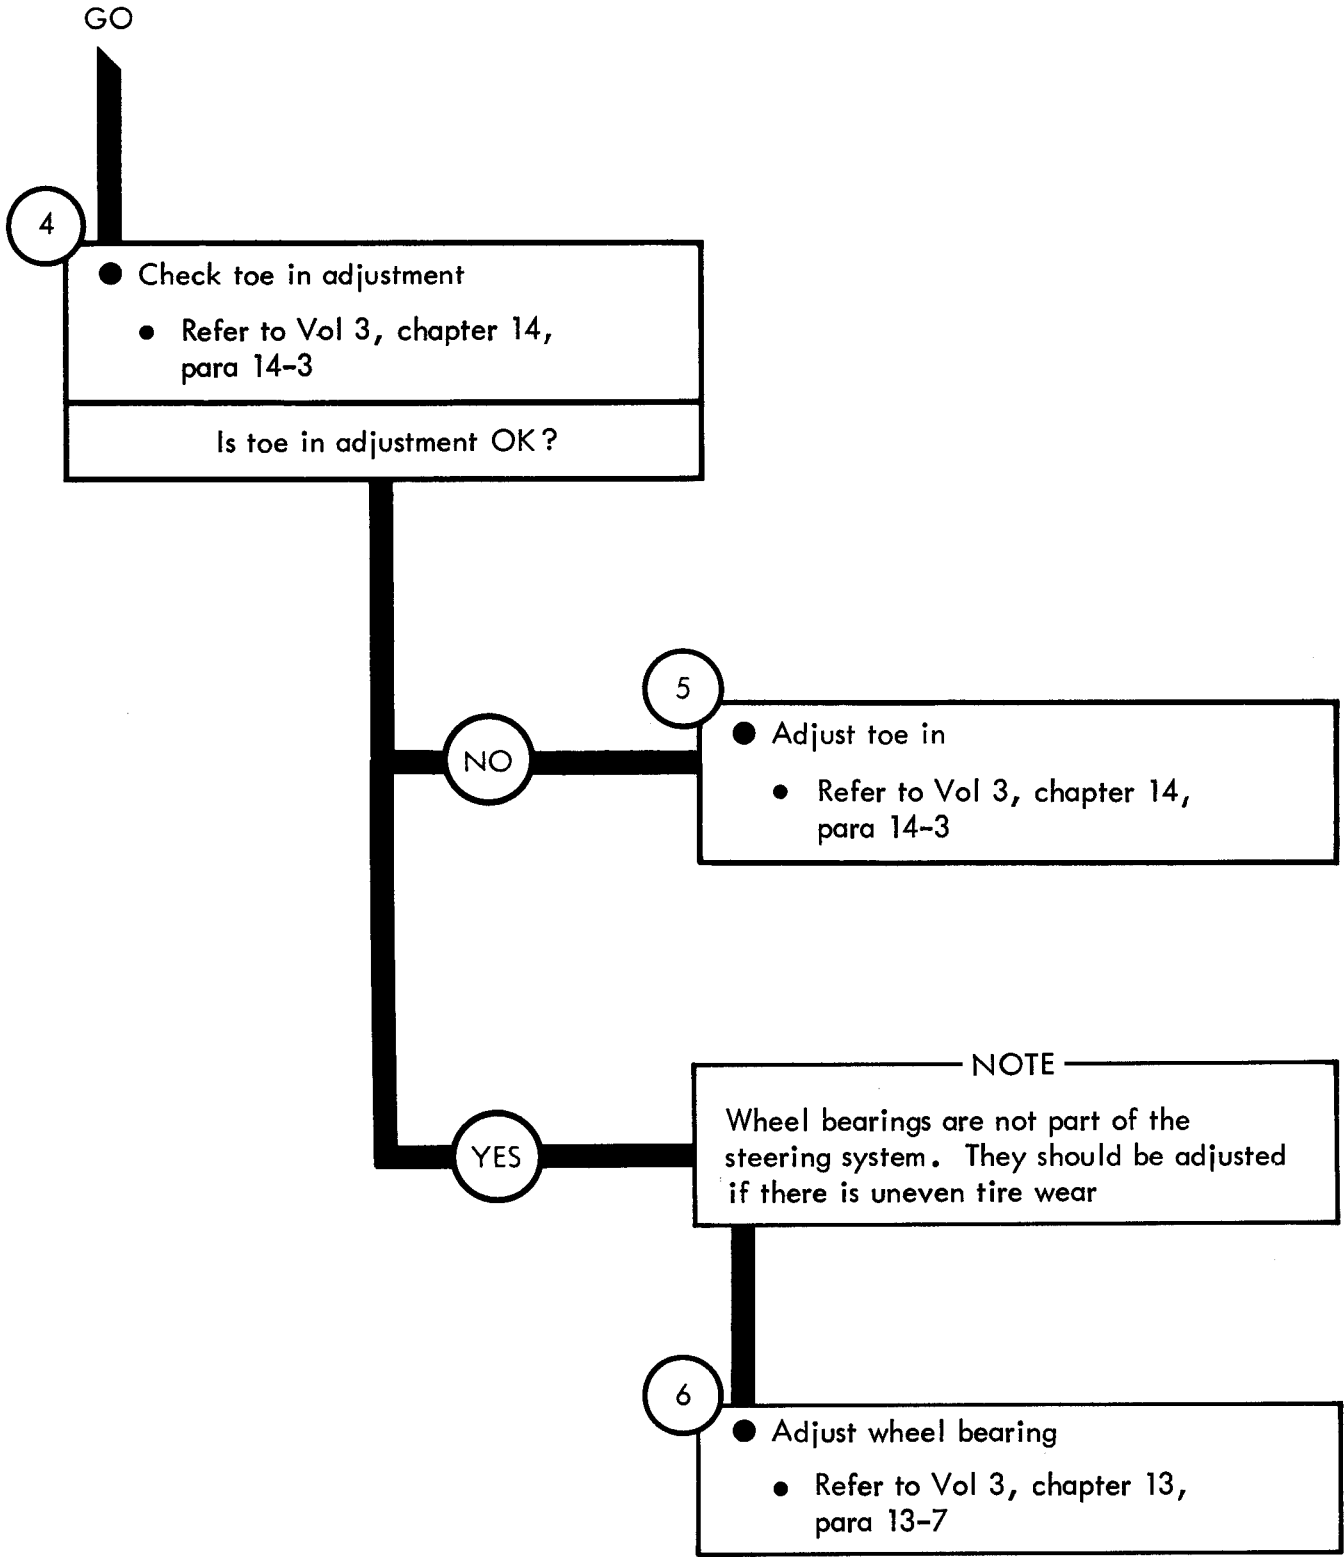 GO
4
● Check toe in adjustment
● Refer to Vol 3, chapter 14,
para 14-3
Is toe in adjustment OK?
5
NO
● Adjust toe in
● Refer to Vol 3, chapter 14,
para 14-3
NOTE
YES
Wheel bearings are not part of the
steering system. They should be adjusted
if there is uneven tire wear
6
● Adjust wheel bearing
● Refer to Vol 3, chapter 13,
para 13-7